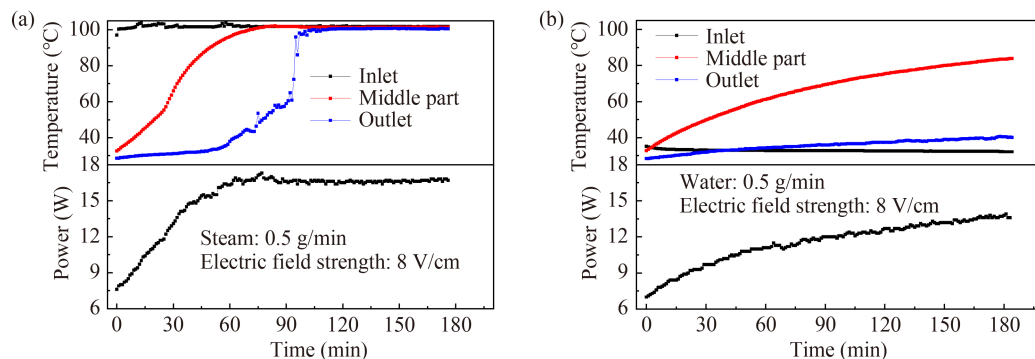 (a)
Temperature (°C)
100
80
60
40
18
Inlet
Middle part
Outlet
Power (W)
18
15
12
9
6
Steam: 0.5 g/min
Electric field strength: 8 V/cm
0 30 60 90 120 150 180
Time (min)
(b)
Temperature (°C)
100
80
60
40
18
Inlet
Middle part
Outlet
Power (W)
15
12
9
6
Water: 0.5 g/min
Electric field strength: 8 V/cm
0 30 60 90 120 150 180
Time (min)